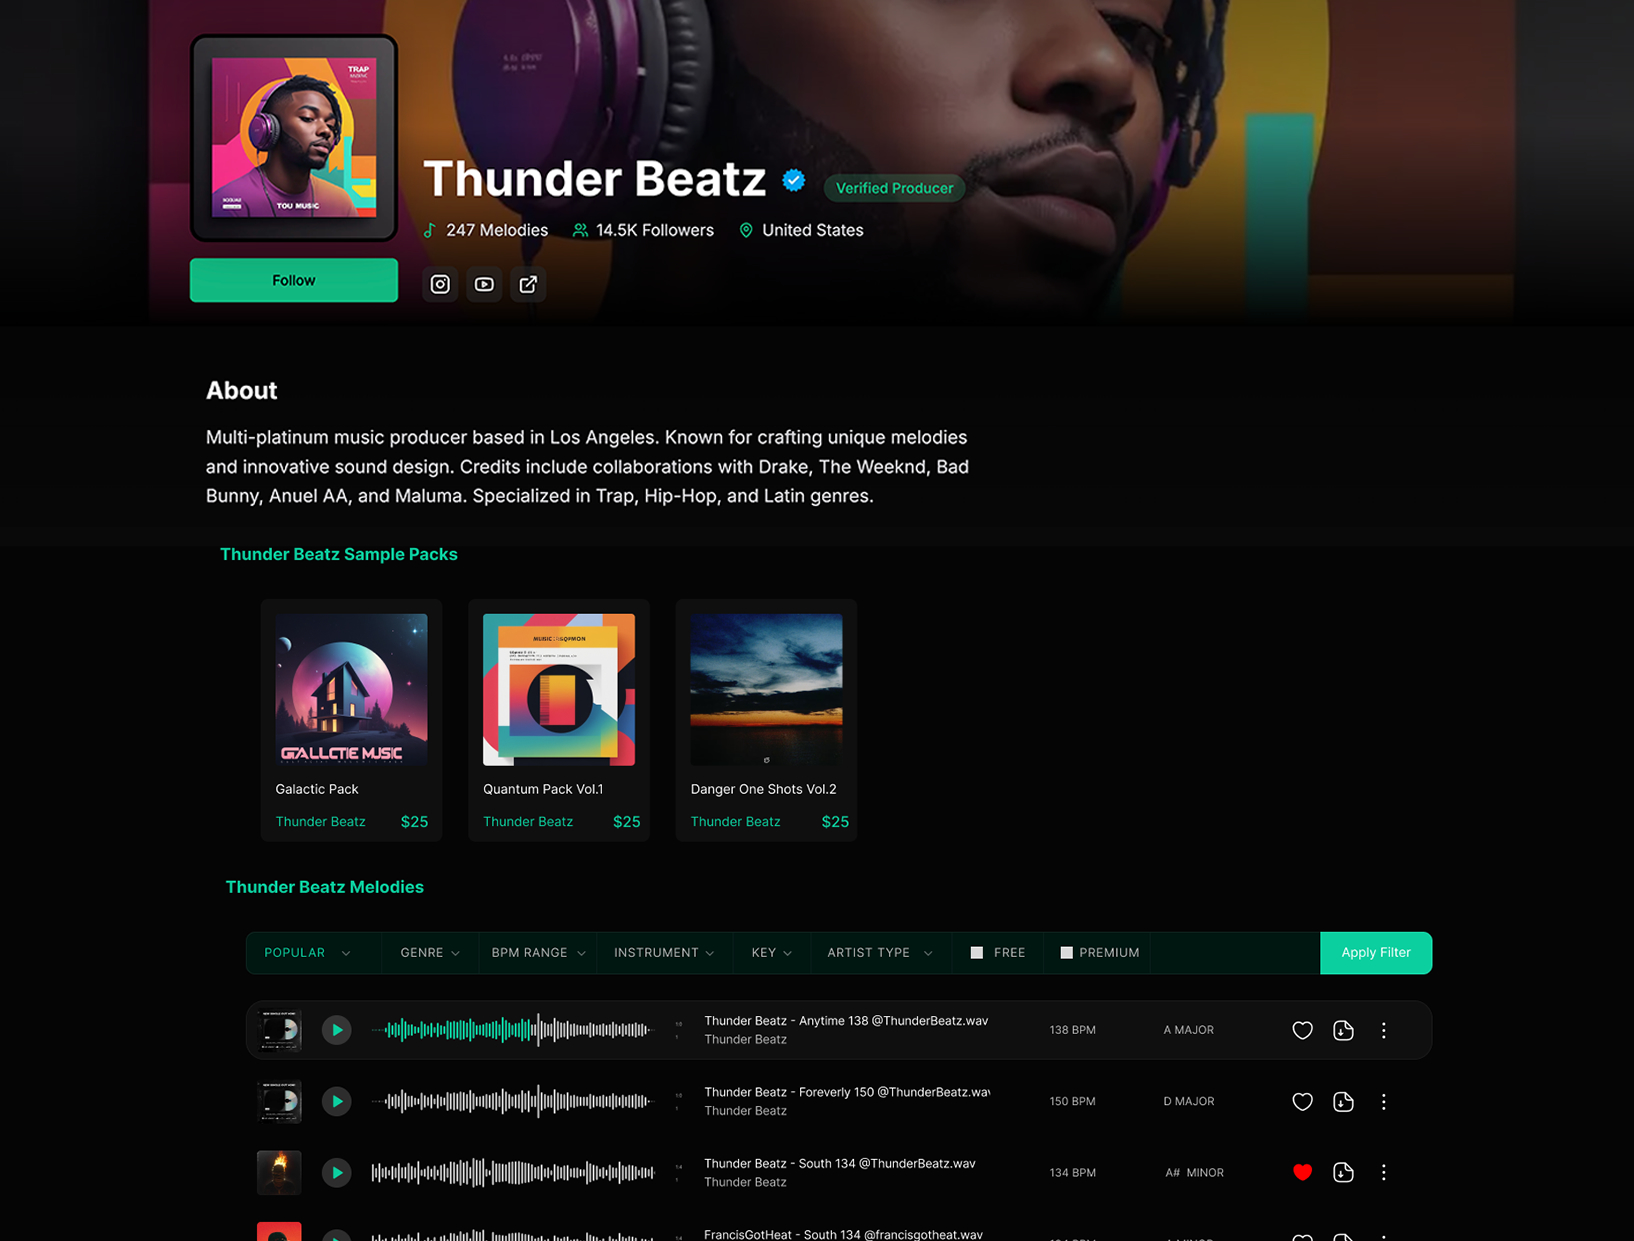 TRAP
TOU MUSIC
Thunder Beatz
Verified Producer
247 Melodies
14.5K Followers
United States
Follow
About
Multi-platinum music producer based in Los Angeles. Known for crafting unique melodies
and innovative sound design. Credits include collaborations with Drake, The Weeknd, Bad
Bunny, Anuel AA, and Maluma. Specialized in Trap, Hip-Hop, and Latin genres.
Thunder Beatz Sample Packs
GALLCTIE MUSIC
Galactic Pack
Thunder Beatz $25
Quantum Pack Vol.1
Thunder Beatz $25
Danger One Shots Vol.2
Thunder Beatz $25
Thunder Beatz Melodies
POPULAR GENRE BPM RANGE INSTRUMENT KEY ARTIST TYPE FREE PREMIUM Apply Filter
Thunder Beatz - Anytime 138 @ThunderBeatz.wav
Thunder Beatz
138 BPM
A MAJOR
Thunder Beatz - Foreverly 150 @ThunderBeatz.wav
Thunder Beatz
150 BPM
D MAJOR
Thunder Beatz - South 134 @ThunderBeatz.wav
Thunder Beatz
134 BPM
A# MINOR
FrancisGotHeat - South 134 @francisgotheat.wav